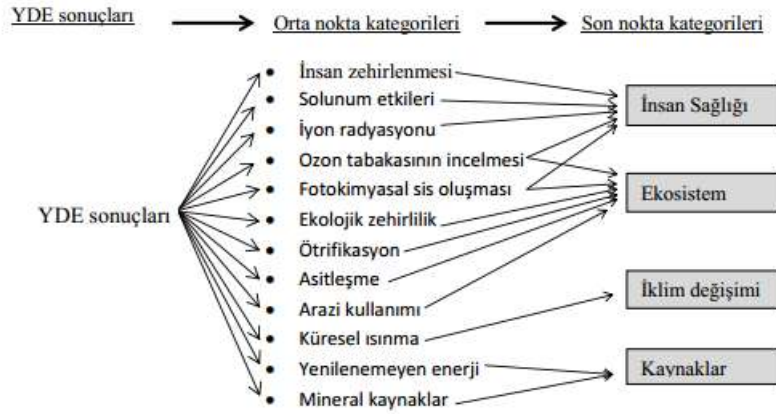 YDE sonuçları
Orta nokta kategorileri
Son nokta kategorileri
YDE sonuçları
• İnsan zehirlenmesi
• Solunum etkileri
• İyon radyasyonu
• Ozon tabakasının incelmesi
• Fotokimyasal sis oluşması
• Ekolojik zehirlilik
• Ötrifikasyon
• Asitleşme
• Arazi kullanımı
• Küresel ısınma
• Yenilenemeyen enerji
• Mineral kaynaklar
İnsan Sağlığı
Ekosistem
İklim değişimi
Kaynaklar